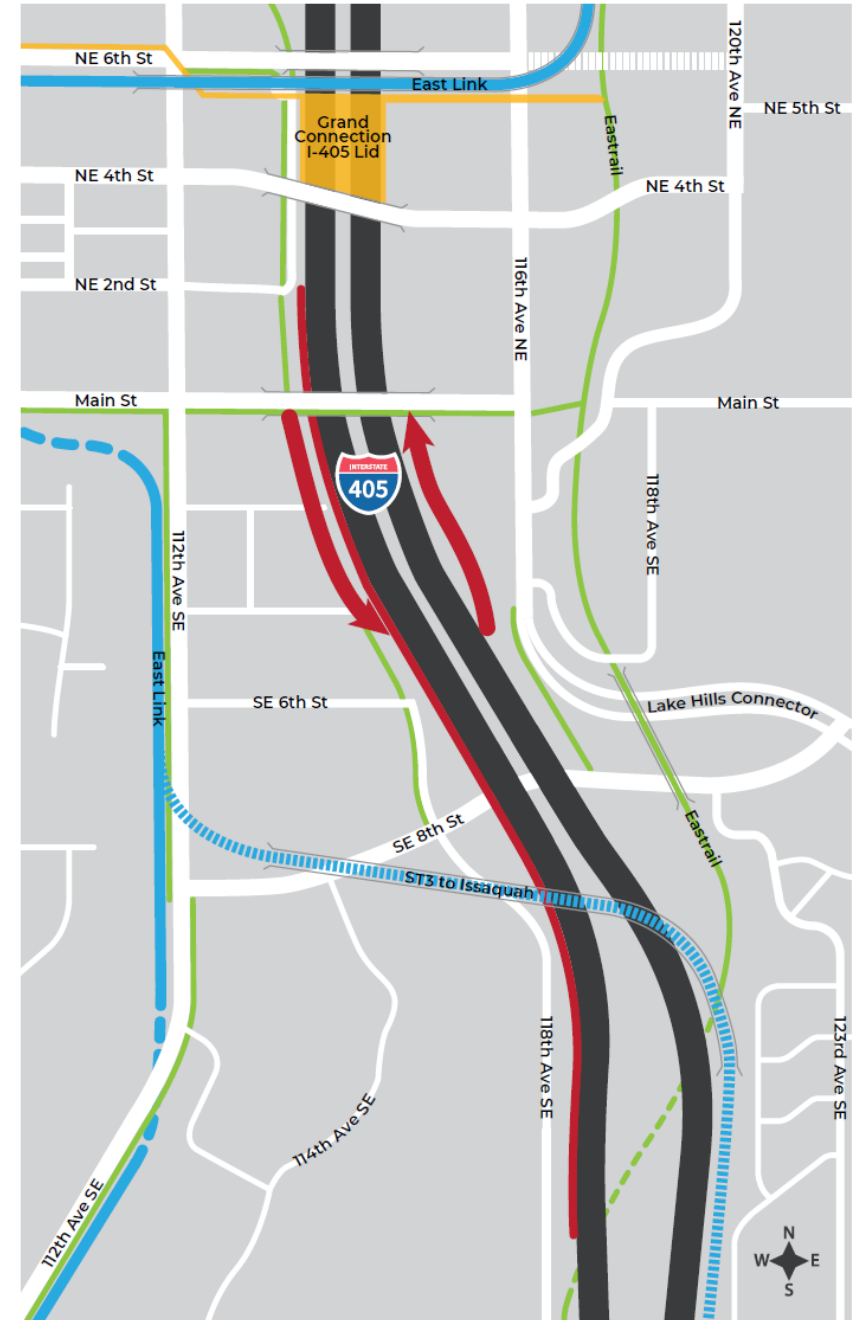 NE 6th St
East Link
120th Ave NE
NE 5th St
Grand
Connection
I-405 Lid
Eastrail
NE 4th St
NE 4th St
116th Ave NE
NE 2nd St
Main St
Main St
INTERSTATE
405
118th Ave SE
112th Ave SE
East Link
SE 6th St
Lake Hills Connector
SE 8th St
Eastrail
ST3 to Issaquah
118th Ave SE
123rd Ave SE
114th Ave SE
112th Ave SE
N
W
E
S